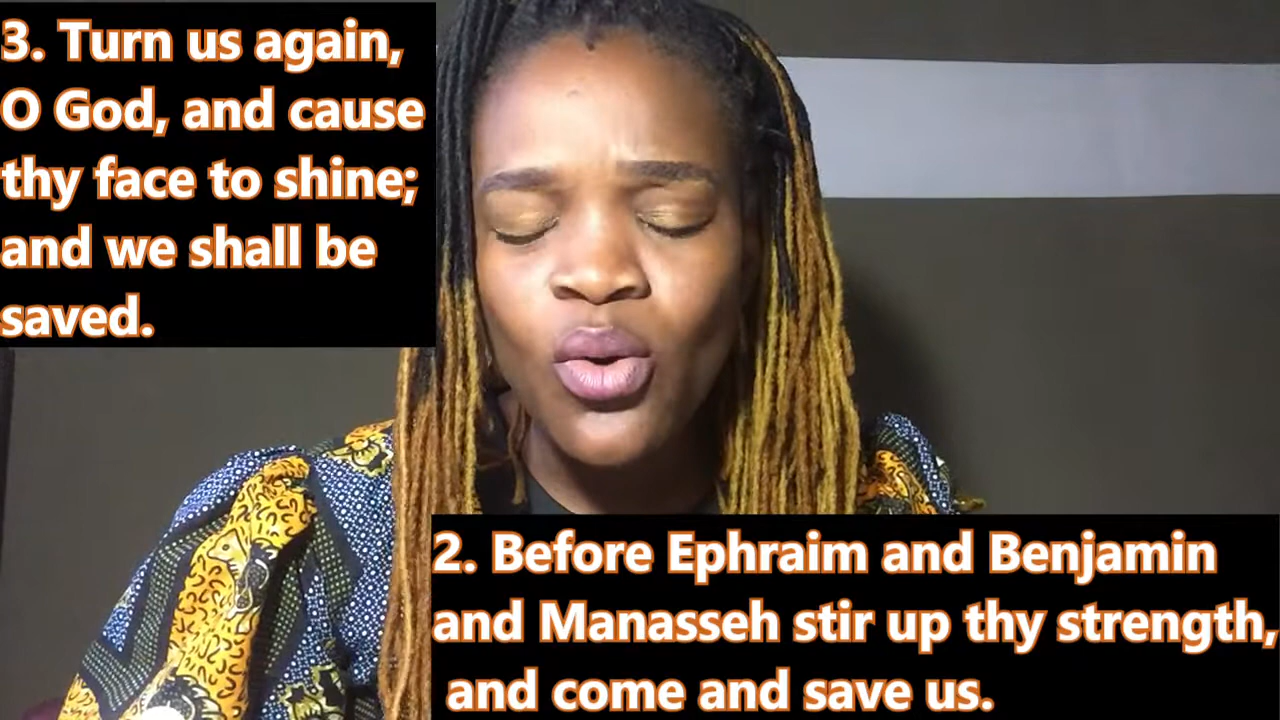 3. Turn us again,
O God, and cause
thy face to shine;
and we shall be
saved.
2. Before Ephraim and Benjamin
and Manasseh stir up thy strength,
and come and save us.